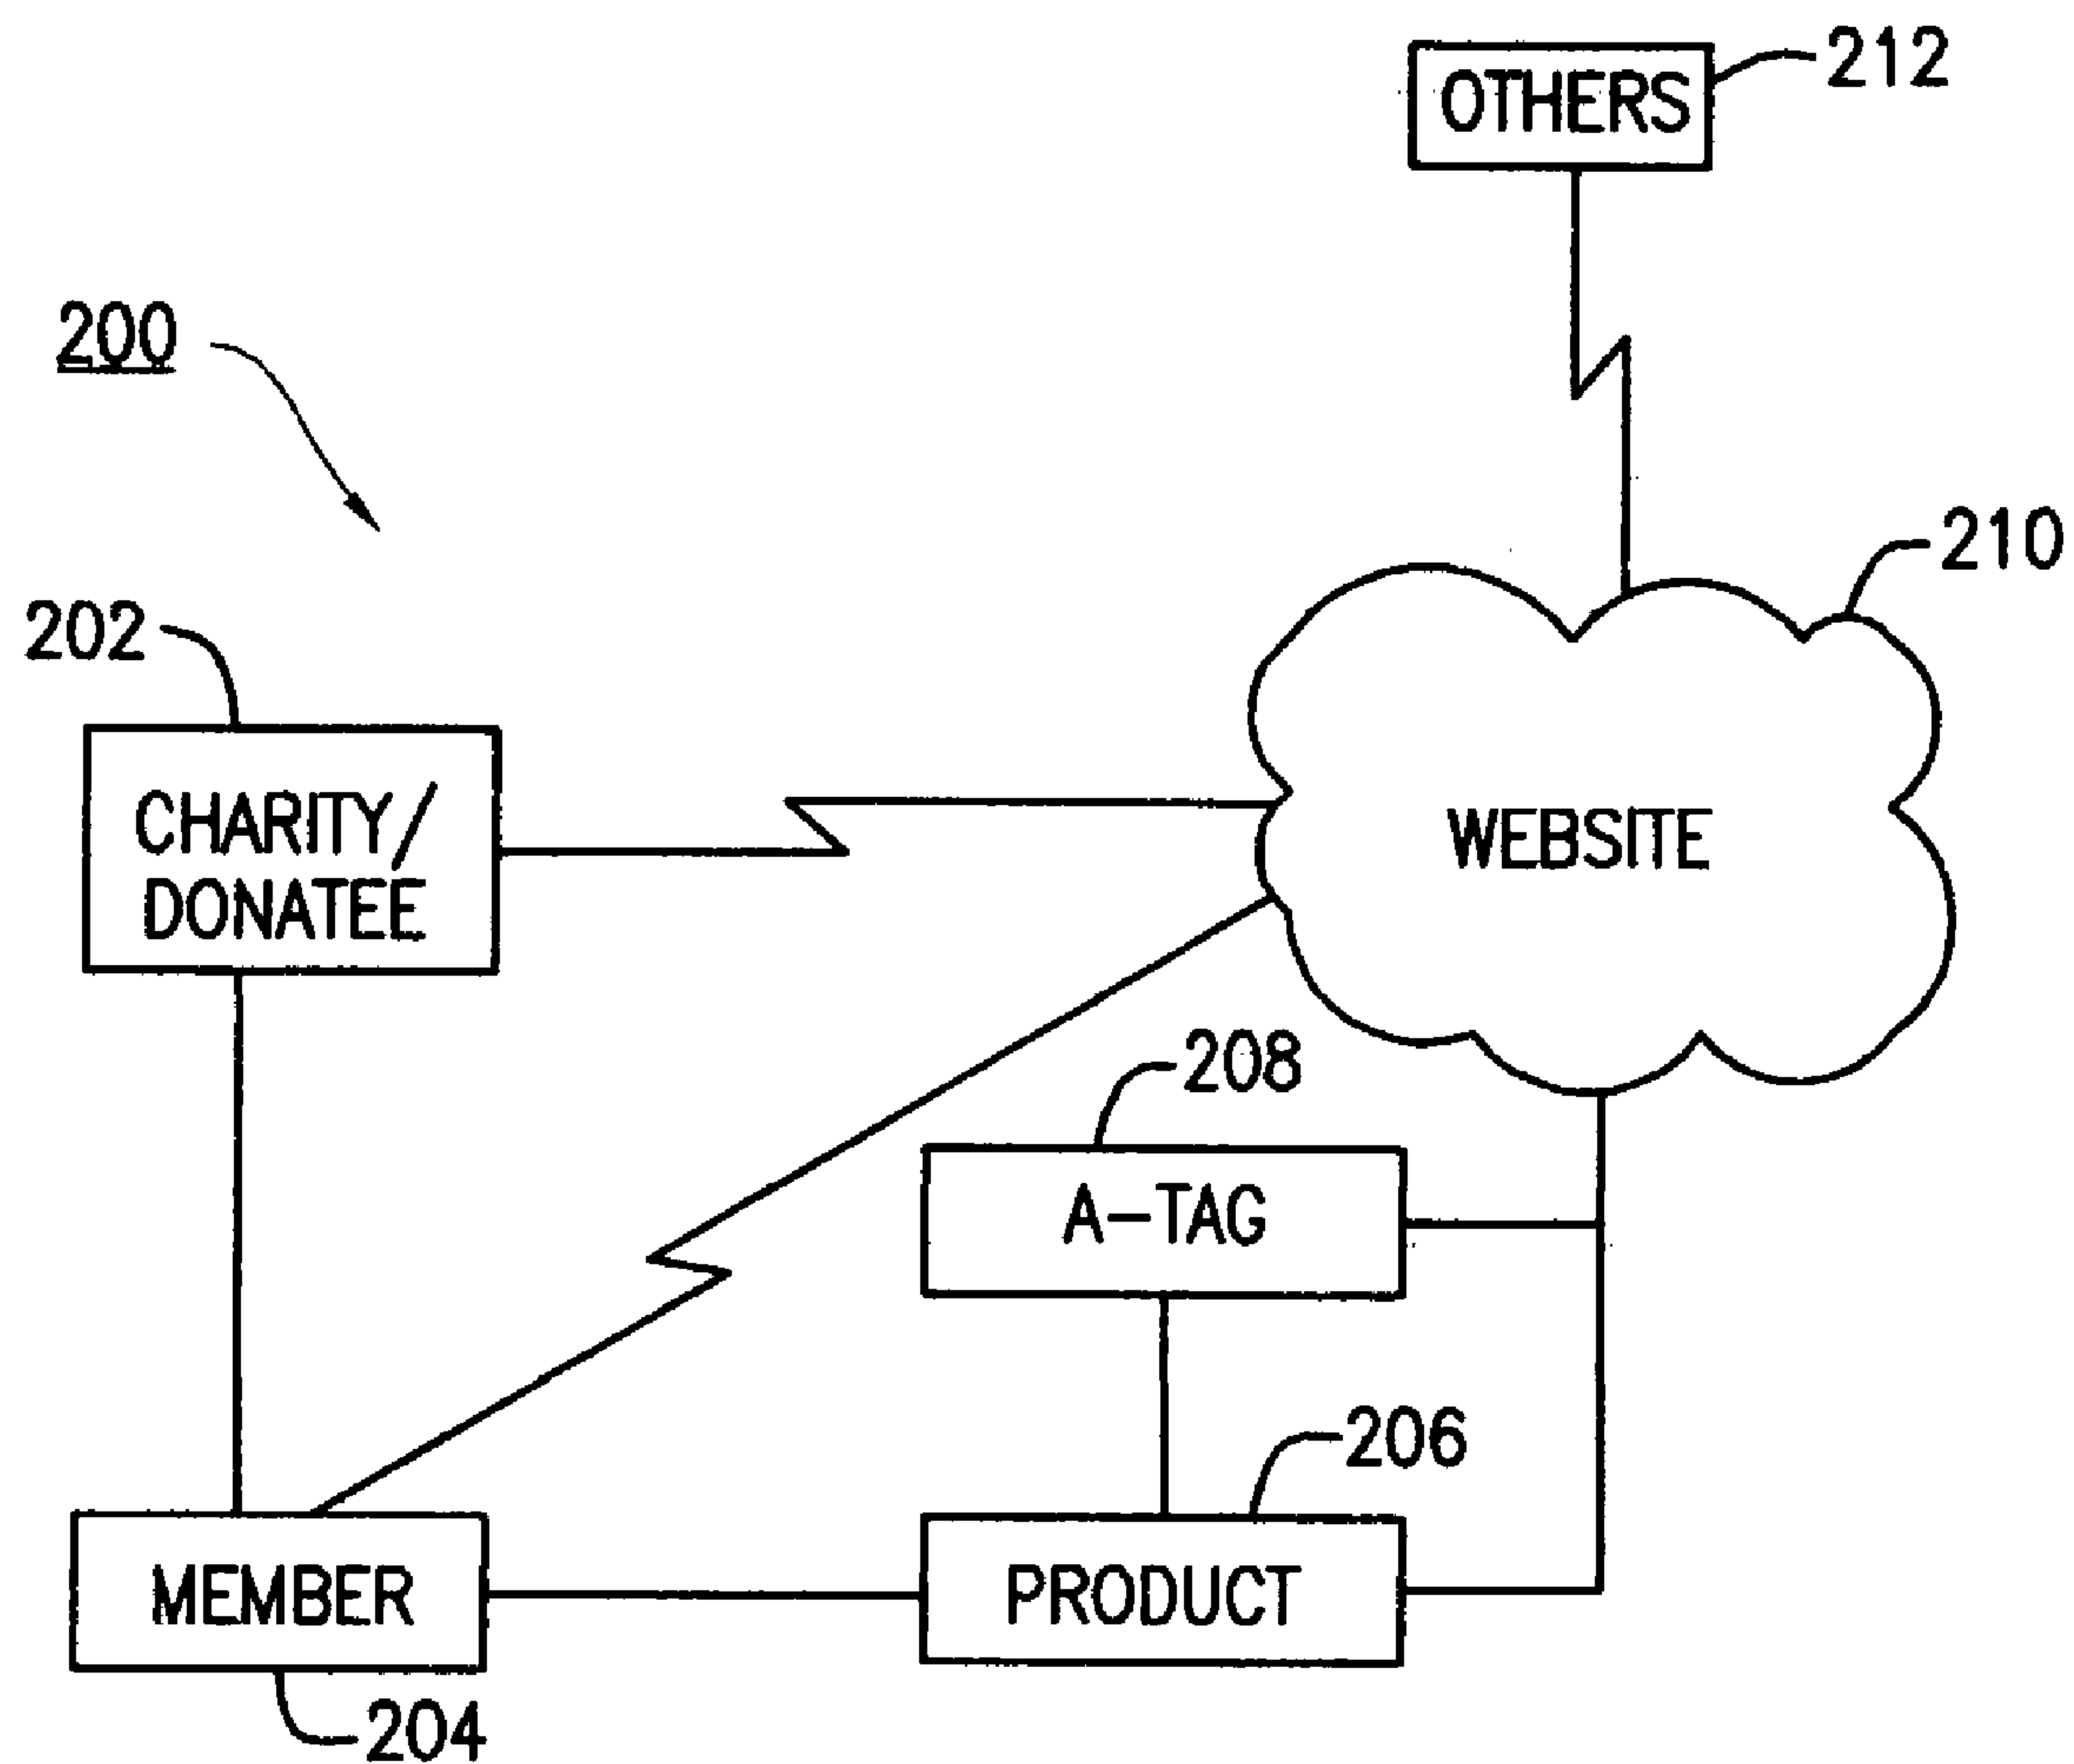 OTHERS
212
200
210
202
CHARITY/
DONATEE
WEBSITE
208
A-TAG
206
MEMBER
PRODUCT
204